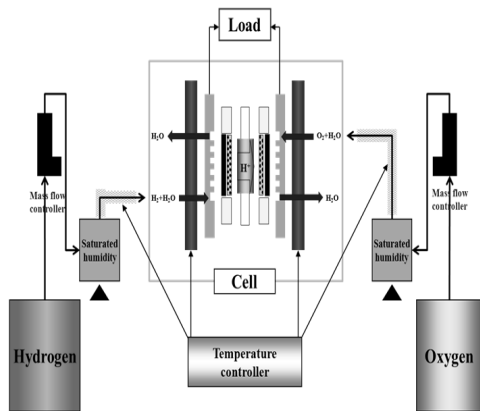 Load
H2O
O2+H2O
H+
H2+H2O
H2O
Mass flow
controller
Mass flow
controller
Saturated
humidity
Saturated
humidity
Cell
Hydrogen
Temperature
controller
Oxygen